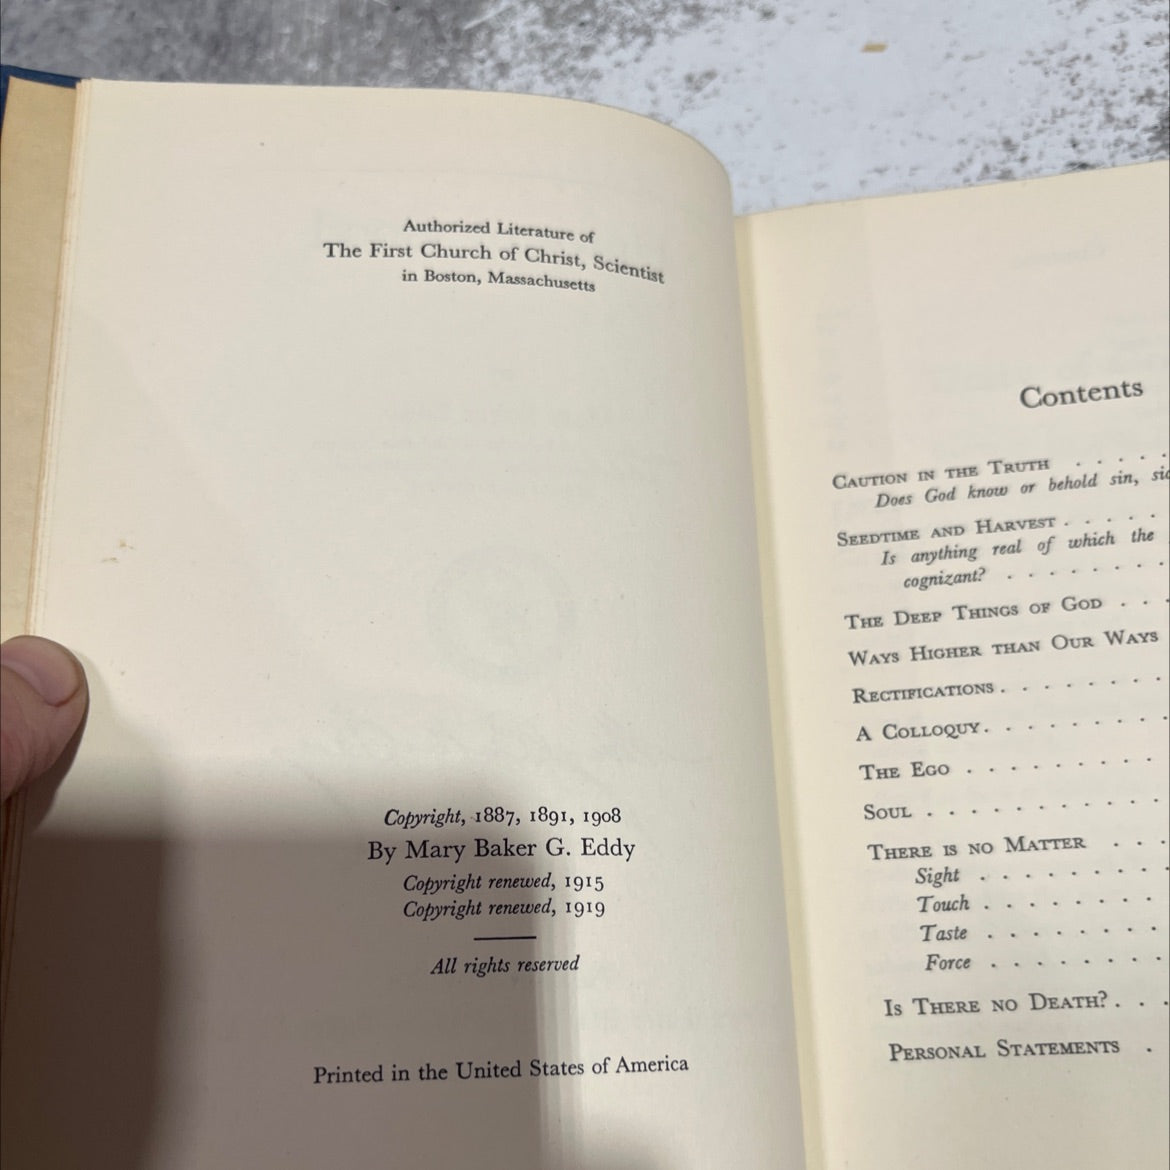 Authorized Literature of
The First Church of Christ, Scientist
in Boston, Massachusetts
Copyright, 1887, 1891, 1908
By Mary Baker G. Eddy
Copyright renewed, 1915
Copyright renewed, 1919
All rights reserved
Printed in the United States of America
Contents
CAUTION IN THE TRUTH . . . . .
Does God know or behold sin,
SEEDTIME AND HARVEST . . . . .
Is anything real of which the
cognizant? . . . . . . .
THE DEEP THINGS OF GOD . . .
WAYS HIGHER THAN OUR WAYS
RECTIFICATIONS . . . . . . .
A COLLOQUY . . . . . . . .
THE EGO . . . . . . . . .
SOUL . . . . . . . . . .
THERE IS NO MATTER . . .
Sight . . . . . . . .
Touch . . . . . . . .
Taste . . . . . . .
Force . . . . . . .
IS THERE NO DEATH? . . .
PERSONAL STATEMENTS .